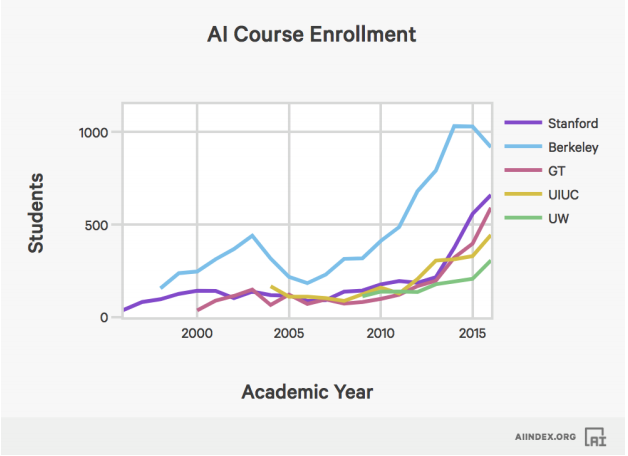 AI Course Enrollment
Students
1000
500
0
2000 2005 2010 2015
Academic Year
Stanford
Berkeley
GT
UIUC
UW
AIINDEX.ORG AI